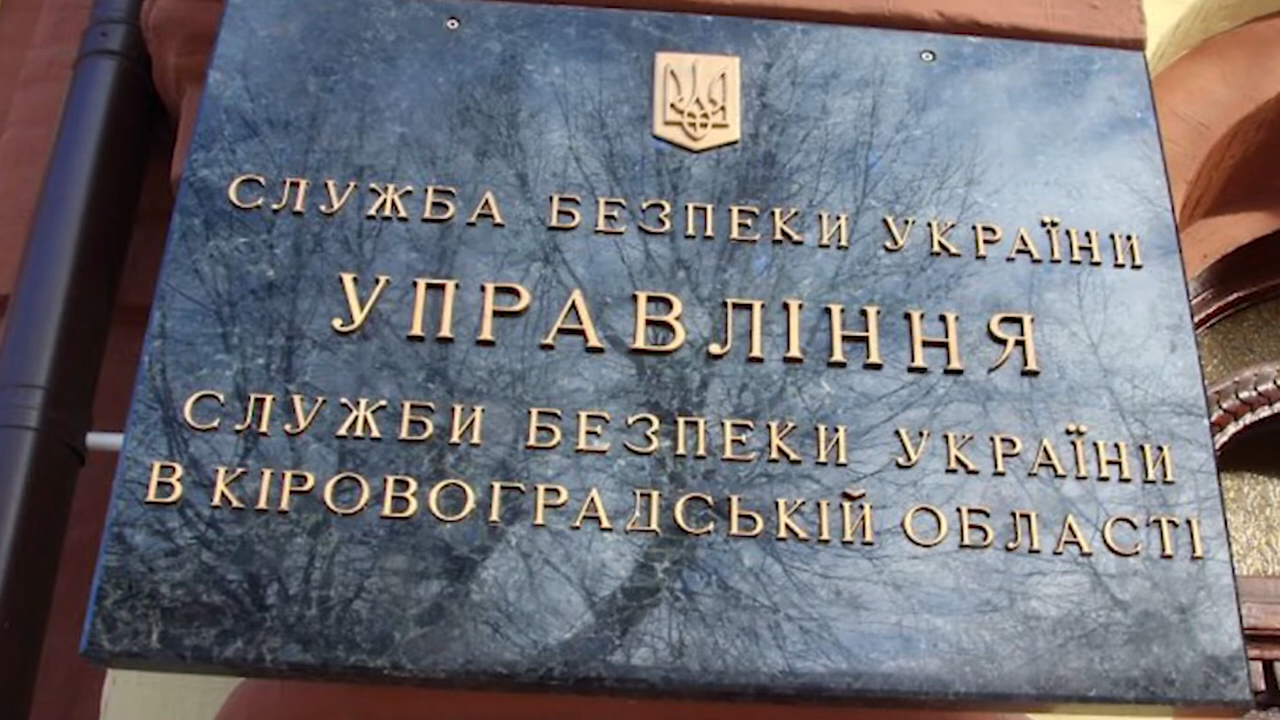 СЛУЖБА БЕЗПЕКИ УКРАЇНИ
УПРАВЛІННЯ
СЛУЖБИ БЕЗПЕКИ УКРАЇНИ
В КІРОВОГРАДСЬКІЙ ОБЛАСТІ